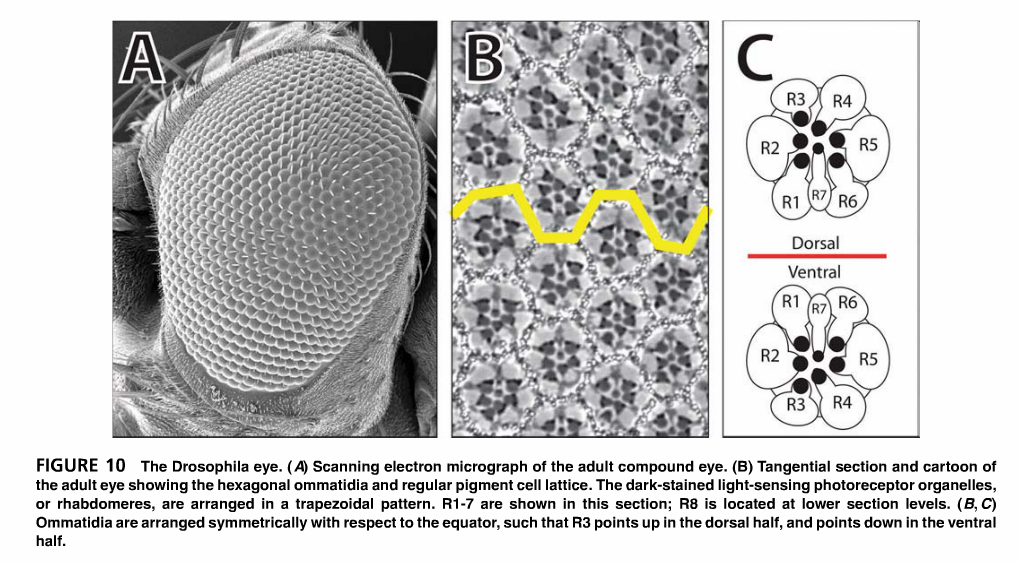 A
B
C
R3
R4
R2
R5
R1
R7
R6
Dorsal
Ventral
R1
R7
R6
R2
R5
R3
R4
FIGURE 10 The Drosophila eye. (A) Scanning electron micrograph of the adult compound eye. (B) Tangential section and cartoon of
the adult eye showing the hexagonal ommatidia and regular pigment cell lattice. The dark-stained light-sensing photoreceptor organelles,
or rhabdomeres, are arranged in a trapezoidal pattern. R1-7 are shown in this section; R8 is located at lower section levels. (B, C)
Ommatidia are arranged symmetrically with respect to the equator, such that R3 points up in the dorsal half, and points down in the ventral
half.